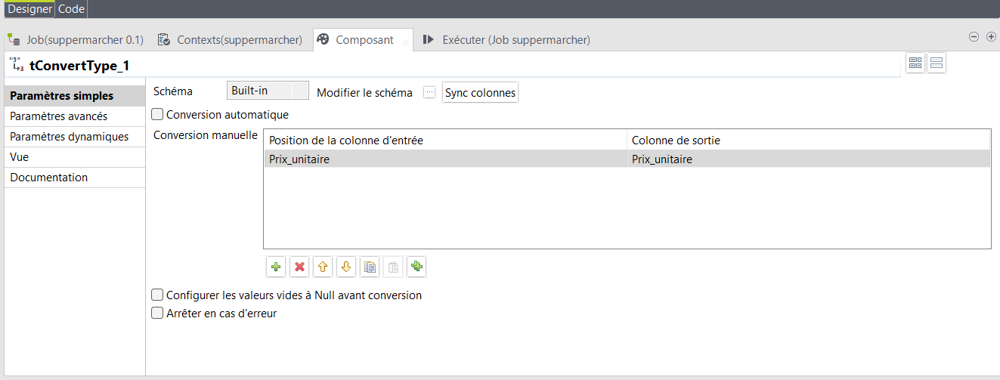 Designer Code
Job(suppermarcher 0.1) Contexts(suppermarcher) Composant Exécuter (Job suppermarcher)
tConvertType_1
Paramètres simples
Paramètres avancés
Paramètres dynamiques
Vue
Documentation
Schéma Built-in Modifier le schéma ... Sync colonnes
Conversion automatique
Conversion manuelle
Position de la colonne d'entrée Colonne de sortie
Prix_unitaire Prix_unitaire
Configurer les valeurs vides à Null avant conversion
Arrêter en cas d'erreur